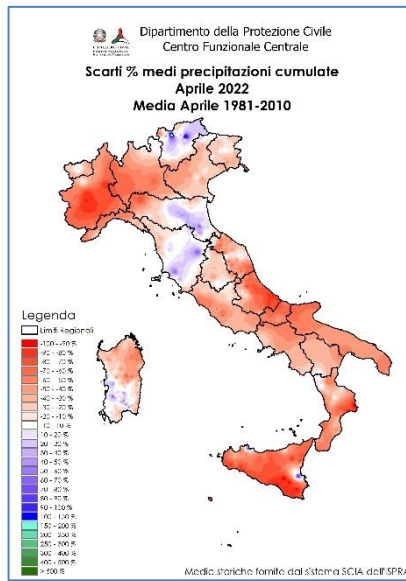 Dipartimento della Protezione Civile
Centro Funzionale Centrale
Scarti % medi precipitazioni cumulate
Aprile 2022
Media Aprile 1981-2010
Legenda
Limiti Regionali
-100 - -90 %
-90 - -80 %
-80 - -70 %
-70 - -60 %
-60 - -50 %
-50 - -40 %
-40 - -30 %
-30 - -20 %
-20 - -10 %
-10 - 10 %
10 - 20 %
20 - 30 %
30 - 40 %
40 - 50 %
50 - 60 %
60 - 70 %
70 - 80 %
80 - 90 %
90 - 100 %
100 - 150 %
150 - 200 %
200 - 250 %
250 - 300 %
300 - 400 %
400 - 500 %
> 500 %
Medie storiche fornite dal sistema SCIA dell'ISPRA